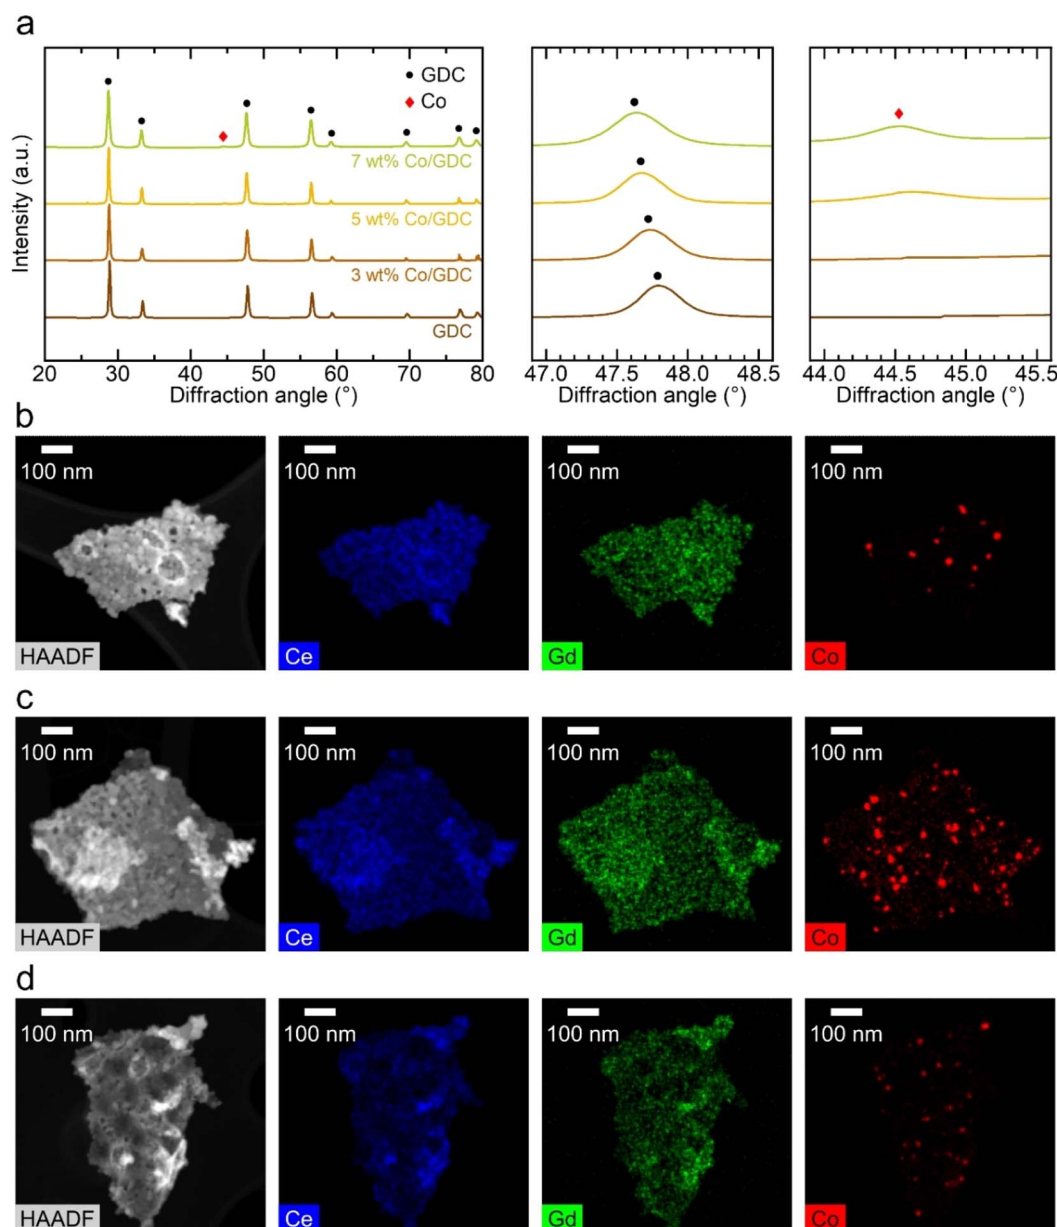 a
GDC
Co
7 wt% Co/GDC
5 wt% Co/GDC
3 wt% Co/GDC
GDC
Intensity (a.u.)
20 30 40 50 60 70 80
Diffraction angle (°)
47.0 47.5 48.0 48.5
Diffraction angle (°)
44.0 44.5 45.0 45.5
Diffraction angle (°)
b
100 nm
HAADF
100 nm
Ce
100 nm
Gd
100 nm
Co
c
100 nm
HAADF
100 nm
Ce
100 nm
Gd
100 nm
Co
d
100 nm
HAADF
100 nm
Ce
100 nm
Gd
100 nm
Co